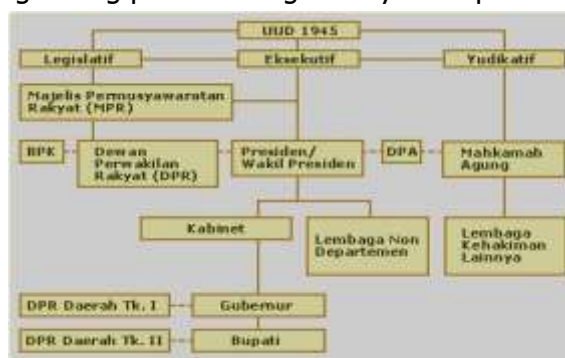 UUD 1945
Legislatif
Eksekutif
Yudikatif
Majelis Permusyawaratan
Rakyat (MPR)
BPK
Dewan
Perwakilan
Rakyat (DPR)
Presiden/
Wakil Presiden
DPA
Mahkamah
Agung
Kabinet
Lembaga Non
Departemen
Lembaga
Kehakiman
Lainnya
DPR Daerah Tk. I
Gubernur
DPR Daerah Tk. II
Bupati